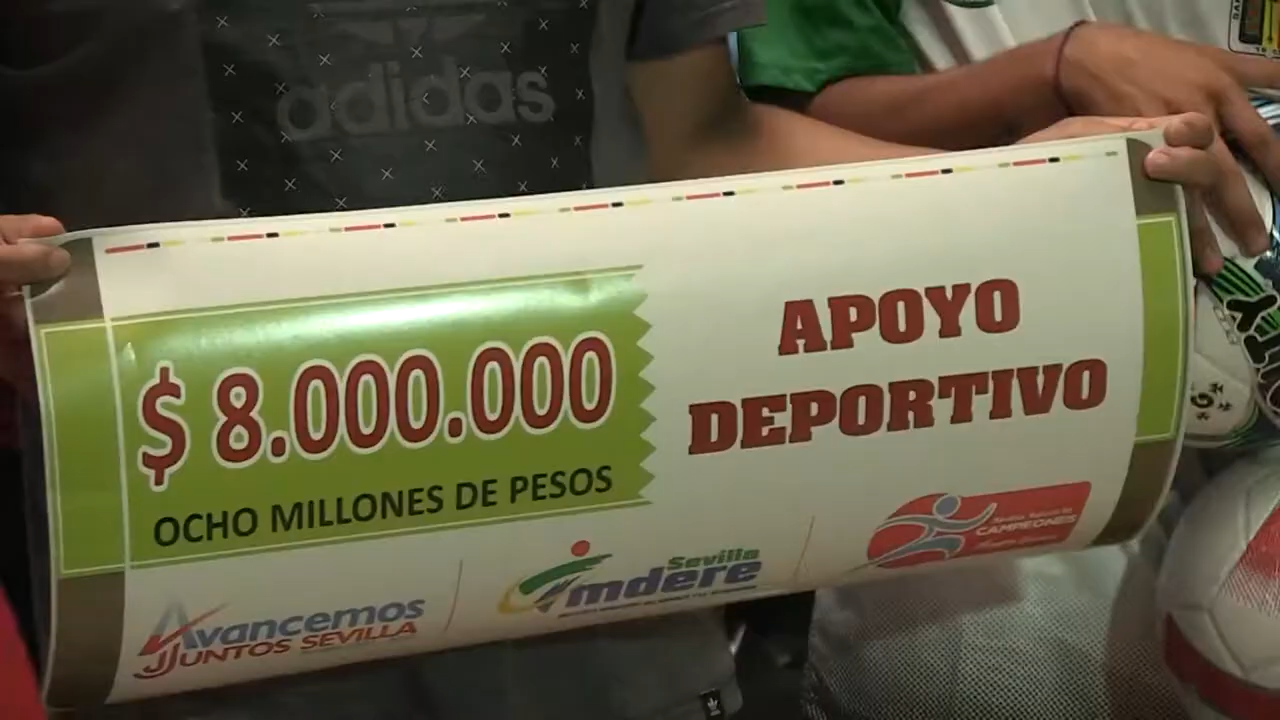 adidas
$ 8.000.000
OCHO MILLONES DE PESOS
APOYO
DEPORTIVO
Avancemos
JUNTOS SEVILLA
Sevilla
imdere
CAMPEONES